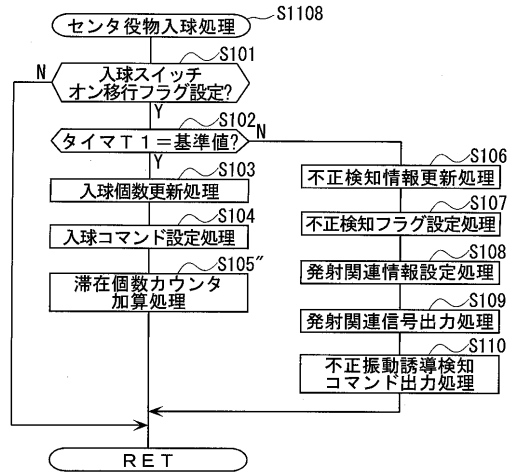 センタ役物入球処理
S1108
S101
N
入球スイッチ
オン移行フラグ設定?
Y
S102
タイマT1=基準値?
N
Y
S103
入球個数更新処理
S104
入球コマンド設定処理
S105″
滞在個数カウンタ
加算処理
S106
不正検知情報更新処理
S107
不正検知フラグ設定処理
S108
発射関連情報設定処理
S109
発射関連信号出力処理
S110
不正振動誘導検知
コマンド出力処理
RET